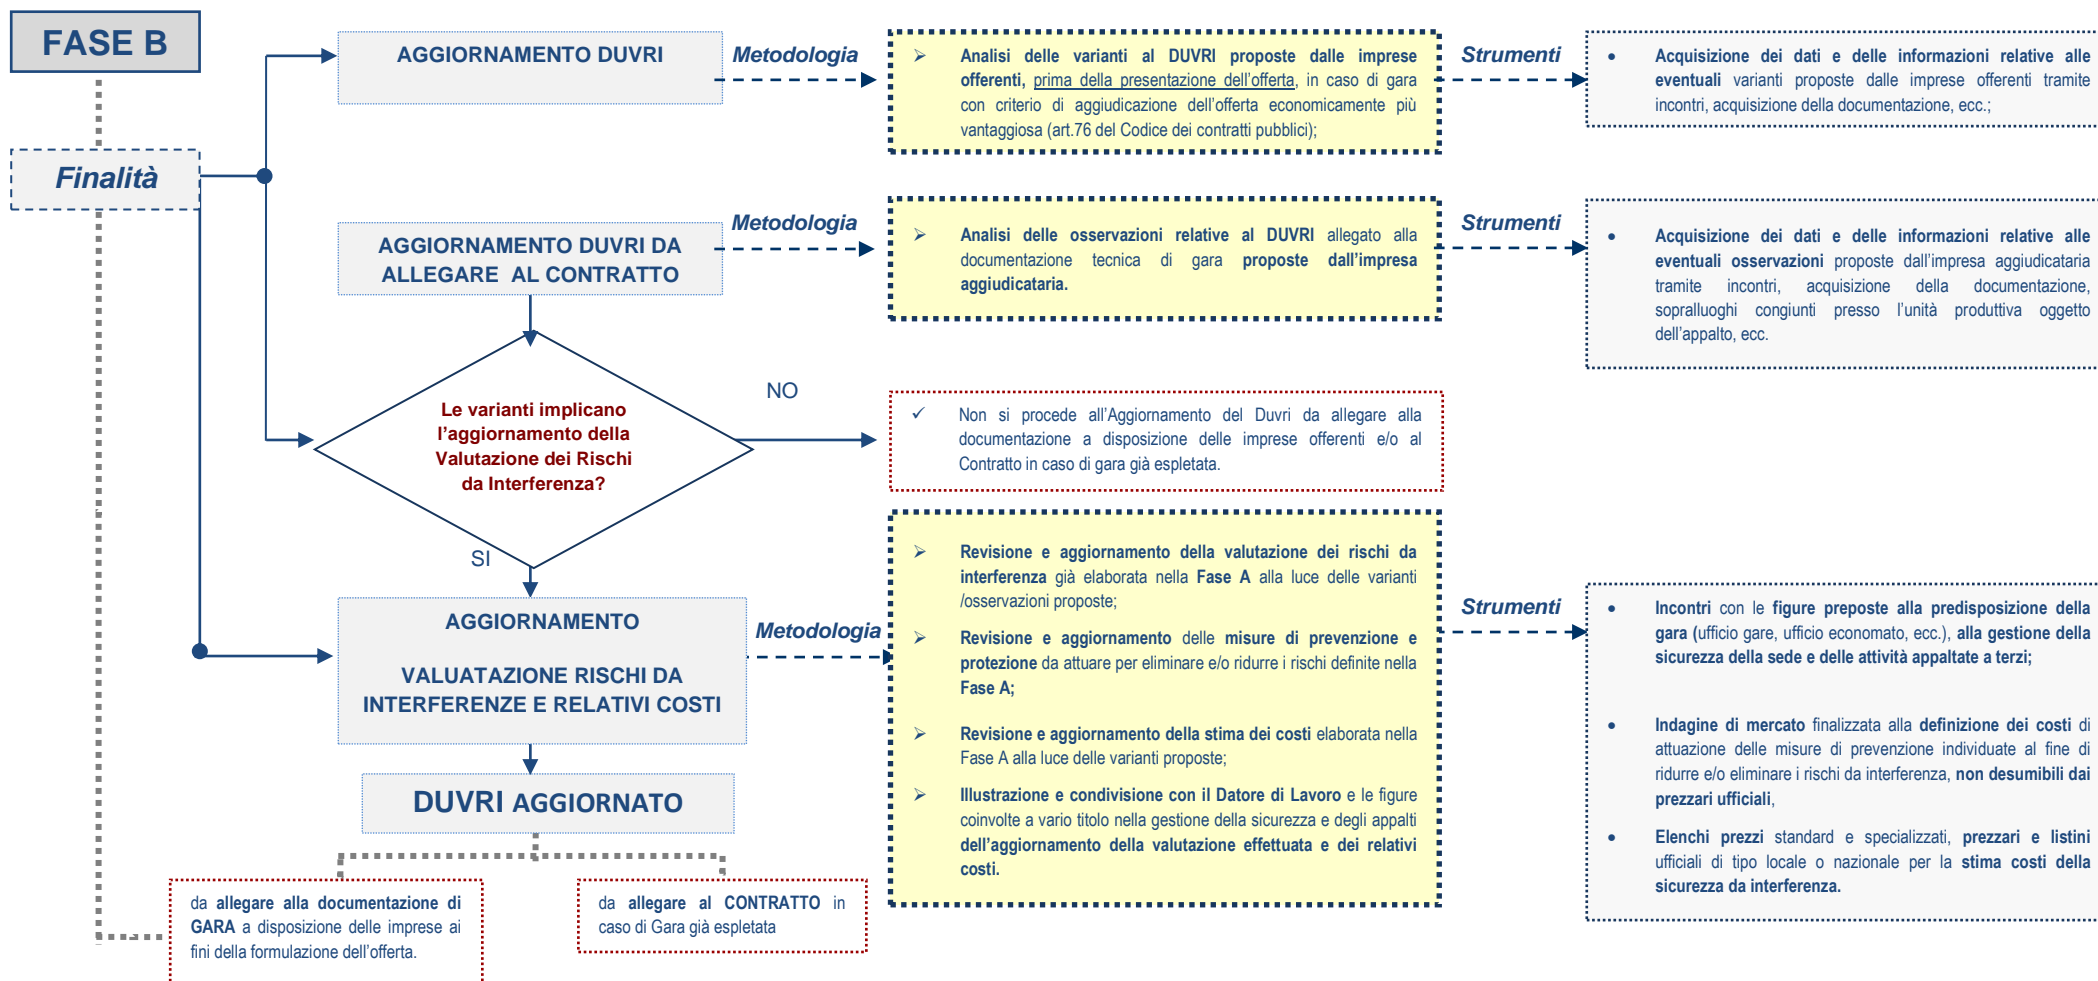 FASE B
Finalità
AGGIORNAMENTO DUVRI
Metodologia
➢ Analisi delle varianti al DUVRI proposte dalle imprese
offerenti, prima della presentazione dell'offerta, in caso di gara
con criterio di aggiudicazione dell'offerta economicamente più
vantaggiosa (art.76 del Codice dei contratti pubblici);
Strumenti
• Acquisizione dei dati e delle informazioni relative alle
eventuali varianti proposte dalle imprese offerenti tramite
incontri, acquisizione della documentazione, ecc.;
AGGIORNAMENTO DUVRI DA
ALLEGARE AL CONTRATTO
Metodologia
➢ Analisi delle osservazioni relative al DUVRI allegato alla
documentazione tecnica di gara proposte dall'impresa
aggiudicataria.
Strumenti
• Acquisizione dei dati e delle informazioni relative alle
eventuali osservazioni proposte dall'impresa aggiudicataria
tramite incontri, acquisizione della documentazione,
sopralluoghi congiunti presso l'unità produttiva oggetto
dell'appalto, ecc.
Le varianti implicano
l'aggiornamento della
Valutazione dei Rischi
da Interferenza?
NO
✓ Non si procede all'Aggiornamento del Duvri da allegare alla
documentazione a disposizione delle imprese offerenti e/o al
Contratto in caso di gara già espletata.
SI
AGGIORNAMENTO
VALUATAZIONE RISCHI DA
INTERFERENZE E RELATIVI COSTI
Metodologia
➢ Revisione e aggiornamento della valutazione dei rischi da
interferenza già elaborata nella Fase A alla luce delle varianti
/osservazioni proposte;
➢ Revisione e aggiornamento delle misure di prevenzione e
protezione da attuare per eliminare e/o ridurre i rischi definite nella
Fase A;
➢ Revisione e aggiornamento della stima dei costi elaborata nella
Fase A alla luce delle varianti proposte;
➢ Illustrazione e condivisione con il Datore di Lavoro e le figure
coinvolte a vario titolo nella gestione della sicurezza e degli appalti
dell'aggiornamento della valutazione effettuata e dei relativi
costi.
Strumenti
• Incontri con le figure preposte alla predisposizione della
gara (ufficio gare, ufficio economato, ecc.), alla gestione della
sicurezza della sede e delle attività appaltate a terzi;
• Indagine di mercato finalizzata alla definizione dei costi di
attuazione delle misure di prevenzione individuate al fine di
ridurre e/o eliminare i rischi da interferenza, non desumibili dai
prezzari ufficiali,
• Elenchi prezzi standard e specializzati, prezzari e listini
ufficiali di tipo locale o nazionale per la stima costi della
sicurezza da interferenza.
DUVRI AGGIORNATO
da allegare alla documentazione di
GARA a disposizione delle imprese ai
fini della formulazione dell'offerta.
da allegare al CONTRATTO in
caso di Gara già espletata